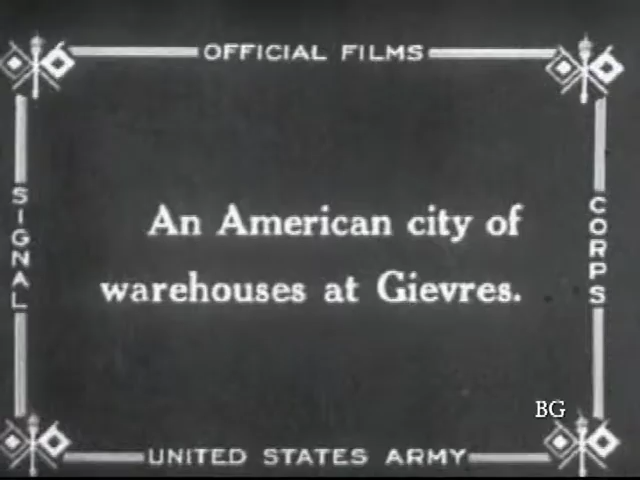 OFFICIAL FILMS
SIGNAL
CORPS
An American city of
warehouses at Gievres.
BG
UNITED STATES ARMY